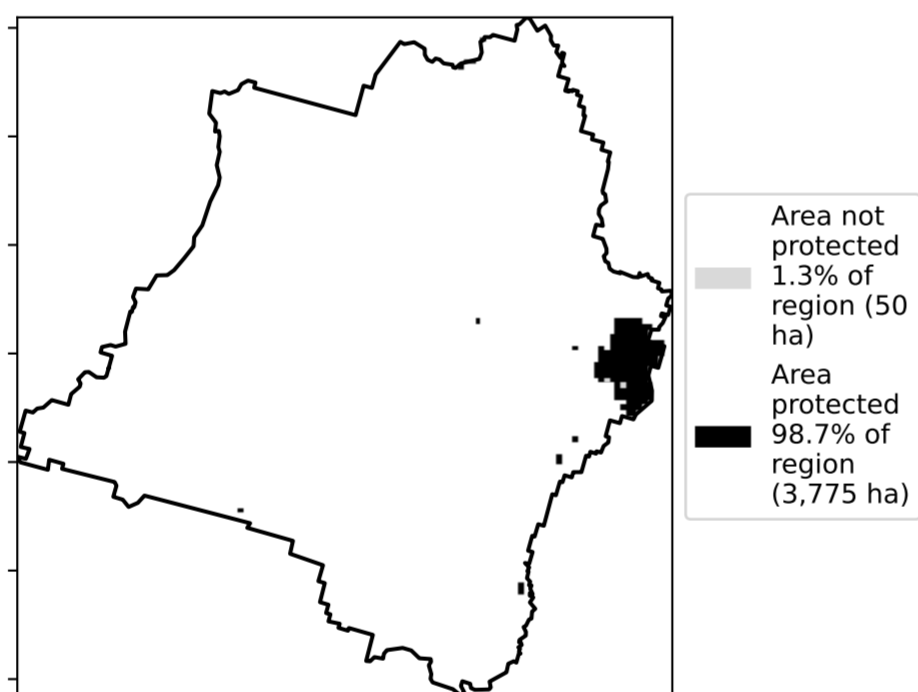 Area not
protected
1.3% of
region (50
ha)
Area
protected
98.7% of
region
(3,775 ha)